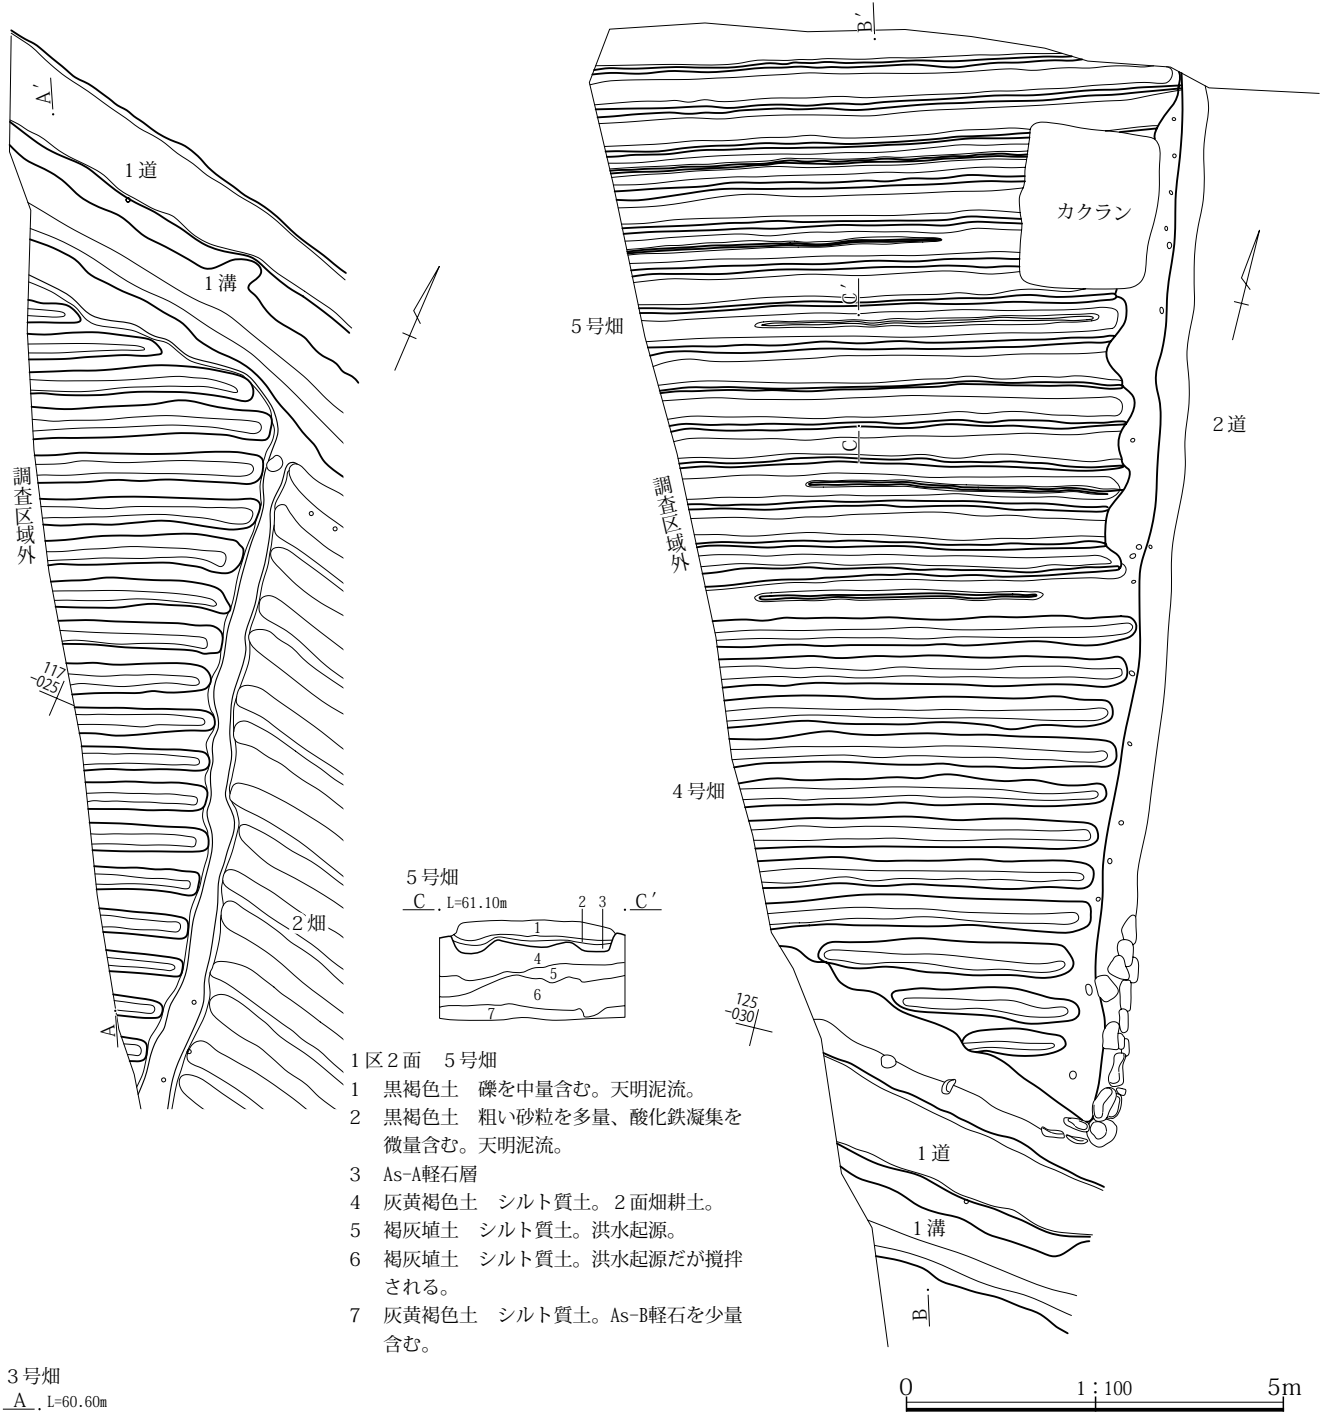 B′
A′
1道
カクラン
1溝
C′
5号畑
2道
C
調査区域外
調査区域外
117
-025
4号畑
5号畑
C L=61.10m 2 3 C′
1
2畑
4
5
6
7
125
-030
A
1区2面 5号畑
1 黒褐色土 礫を中量含む。天明泥流。
2 黒褐色土 粗い砂粒を多量、酸化鉄凝集を
微量含む。天明泥流。
3 As-A軽石層
4 灰黄褐色土 シルト質土。2面畑耕土。
5 褐灰埴土 シルト質土。洪水起源。
6 褐灰埴土 シルト質土。洪水起源だが撹拌
される。
7 灰黄褐色土 シルト質土。As-B軽石を少量
含む。
1道
1溝
B
3号畑
A L=60.60m
0 1：100 5m